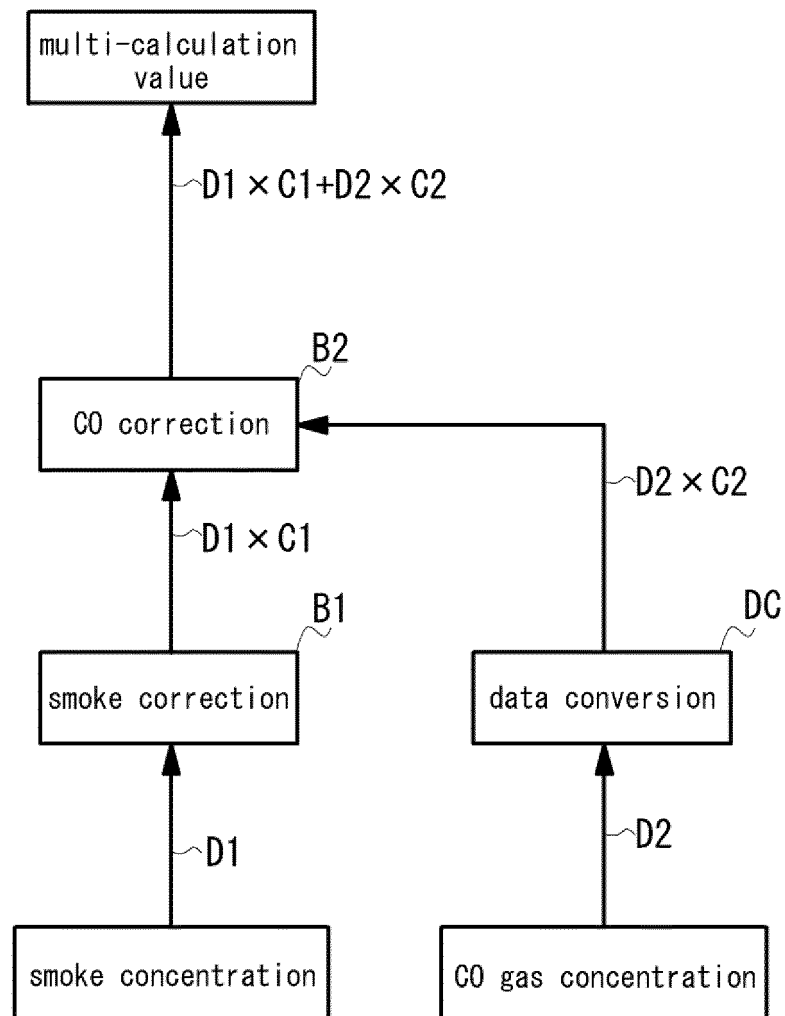 multi-calculation
value
D1×C1+D2×C2
B2
CO correction
D2×C2
D1×C1
B1
DC
smoke correction
data conversion
D1
D2
smoke concentration
CO gas concentration